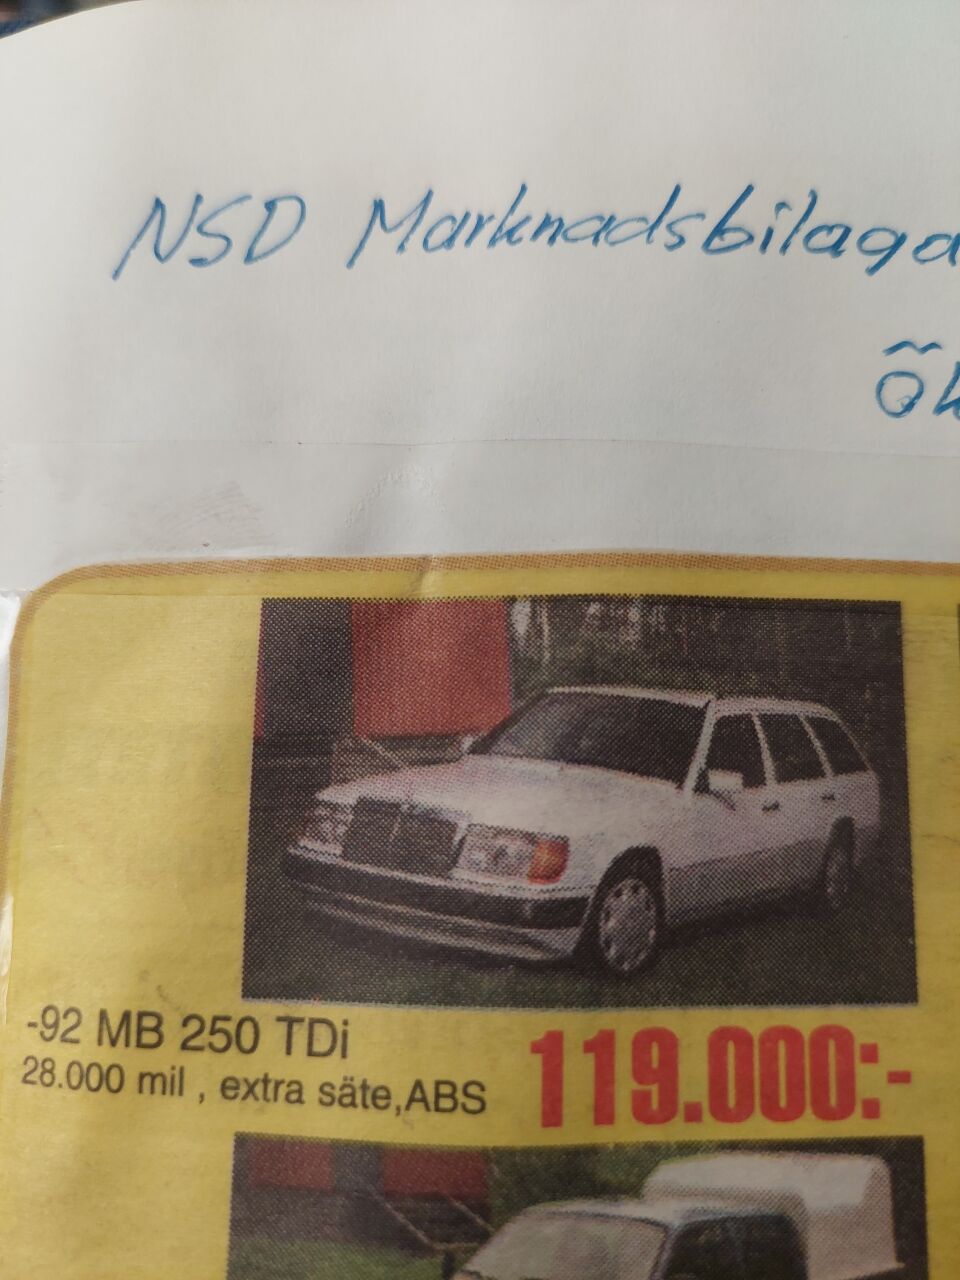 NSD Marknadsbilaga
-92 MB 250 TDi
28.000 mil , extra säte,ABS
119.000:-